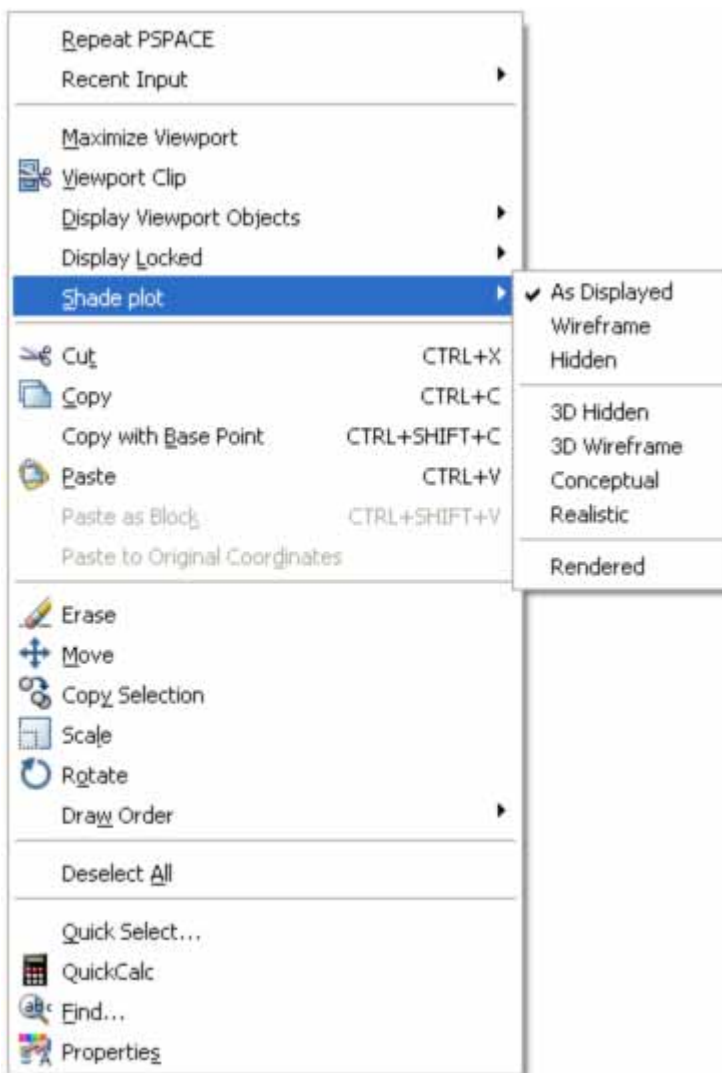 Repeat PSPACE
Recent Input
Maximize Viewport
Viewport Clip
Display Viewport Objects
Display Locked
Shade plot
Cut CTRL+X
Copy CTRL+C
Copy with Base Point CTRL+SHIFT+C
Paste CTRL+V
Paste as Block CTRL+SHIFT+V
Paste to Original Coordinates
Erase
Move
Copy Selection
Scale
Rotate
Draw Order
Deselect All
Quick Select...
QuickCalc
Find...
Properties
As Displayed
Wireframe
Hidden
3D Hidden
3D Wireframe
Conceptual
Realistic
Rendered